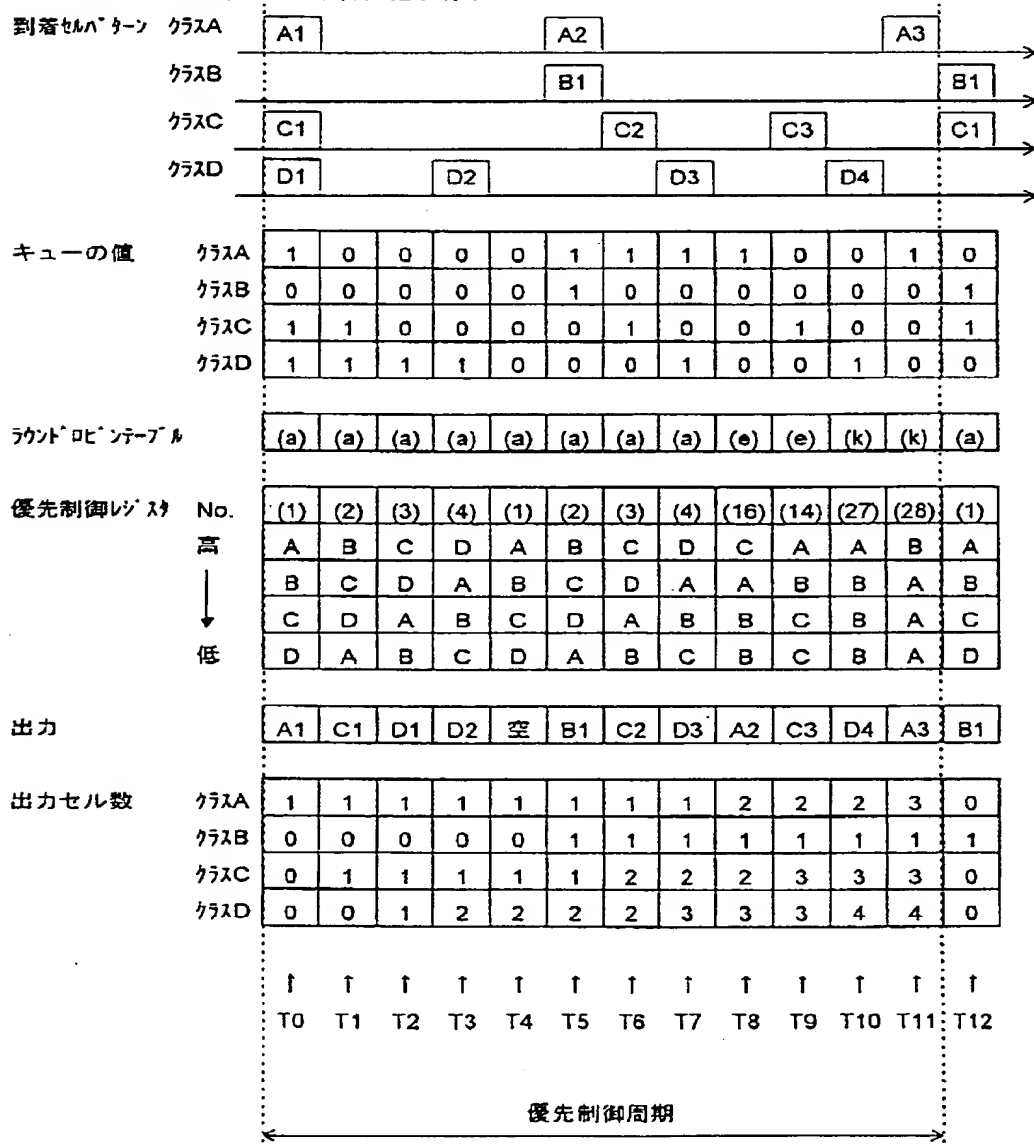 到着セルパターン クラスA A1 A2 A3
クラスB B1 B1
クラスC C1 C2 C3 C1
クラスD D1 D2 D3 D4
キューの値 クラスA 1 0 0 0 0 1 1 1 1 0 0 1 0
クラスB 0 0 0 0 0 1 0 0 0 0 0 0 1
クラスC 1 1 0 0 0 0 1 0 0 1 0 0 1
クラスD 1 1 1 1 0 0 0 1 0 0 1 0 0
ラウンドロビンテーブル (a) (a) (a) (a) (a) (a) (a) (a) (e) (e) (k) (k) (a)
優先制御レジスタ No. (1) (2) (3) (4) (1) (2) (3) (4) (16) (14) (27) (28) (1)
高 A B C D A B C D C A A B A
B C D A B C D A A B B A B
C D A B C D A B B C B A C
低 D A B C D A B C B C B A D
出力 A1 C1 D1 D2 空 B1 C2 D3 A2 C3 D4 A3 B1
出力セル数 クラスA 1 1 1 1 1 1 1 1 2 2 2 3 0
クラスB 0 0 0 0 0 1 1 1 1 1 1 1 1
クラスC 0 1 1 1 1 1 2 2 2 3 3 3 0
クラスD 0 0 1 2 2 2 2 3 3 3 4 4 0
↑ ↑ ↑ ↑ ↑ ↑ ↑ ↑ ↑ ↑ ↑ ↑ ↑
T0 T1 T2 T3 T4 T5 T6 T7 T8 T9 T10 T11 T12
優先制御周期